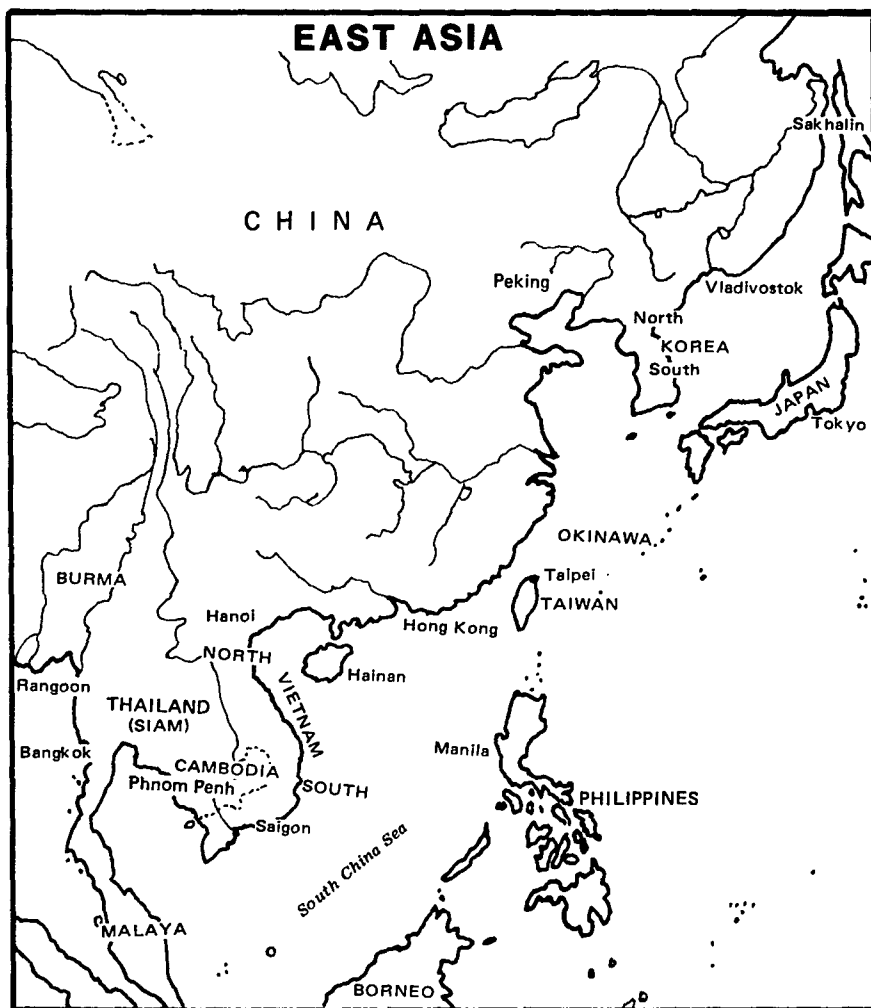 EAST ASIA
Sakhalin
CHINA
Peking
Vladivostok
North
KOREA
South
JAPAN
Tokyo
OKINAWA
Taipei
TAIWAN
BURMA
Hanoi
Hong Kong
NORTH
Hainan
Rangoon
VIETNAM
THAILAND
(SIAM)
Manila
Bangkok
CAMBODIA
Phnom Penh
SOUTH
PHILIPPINES
Saigon
South China Sea
MALAYA
BORNEO